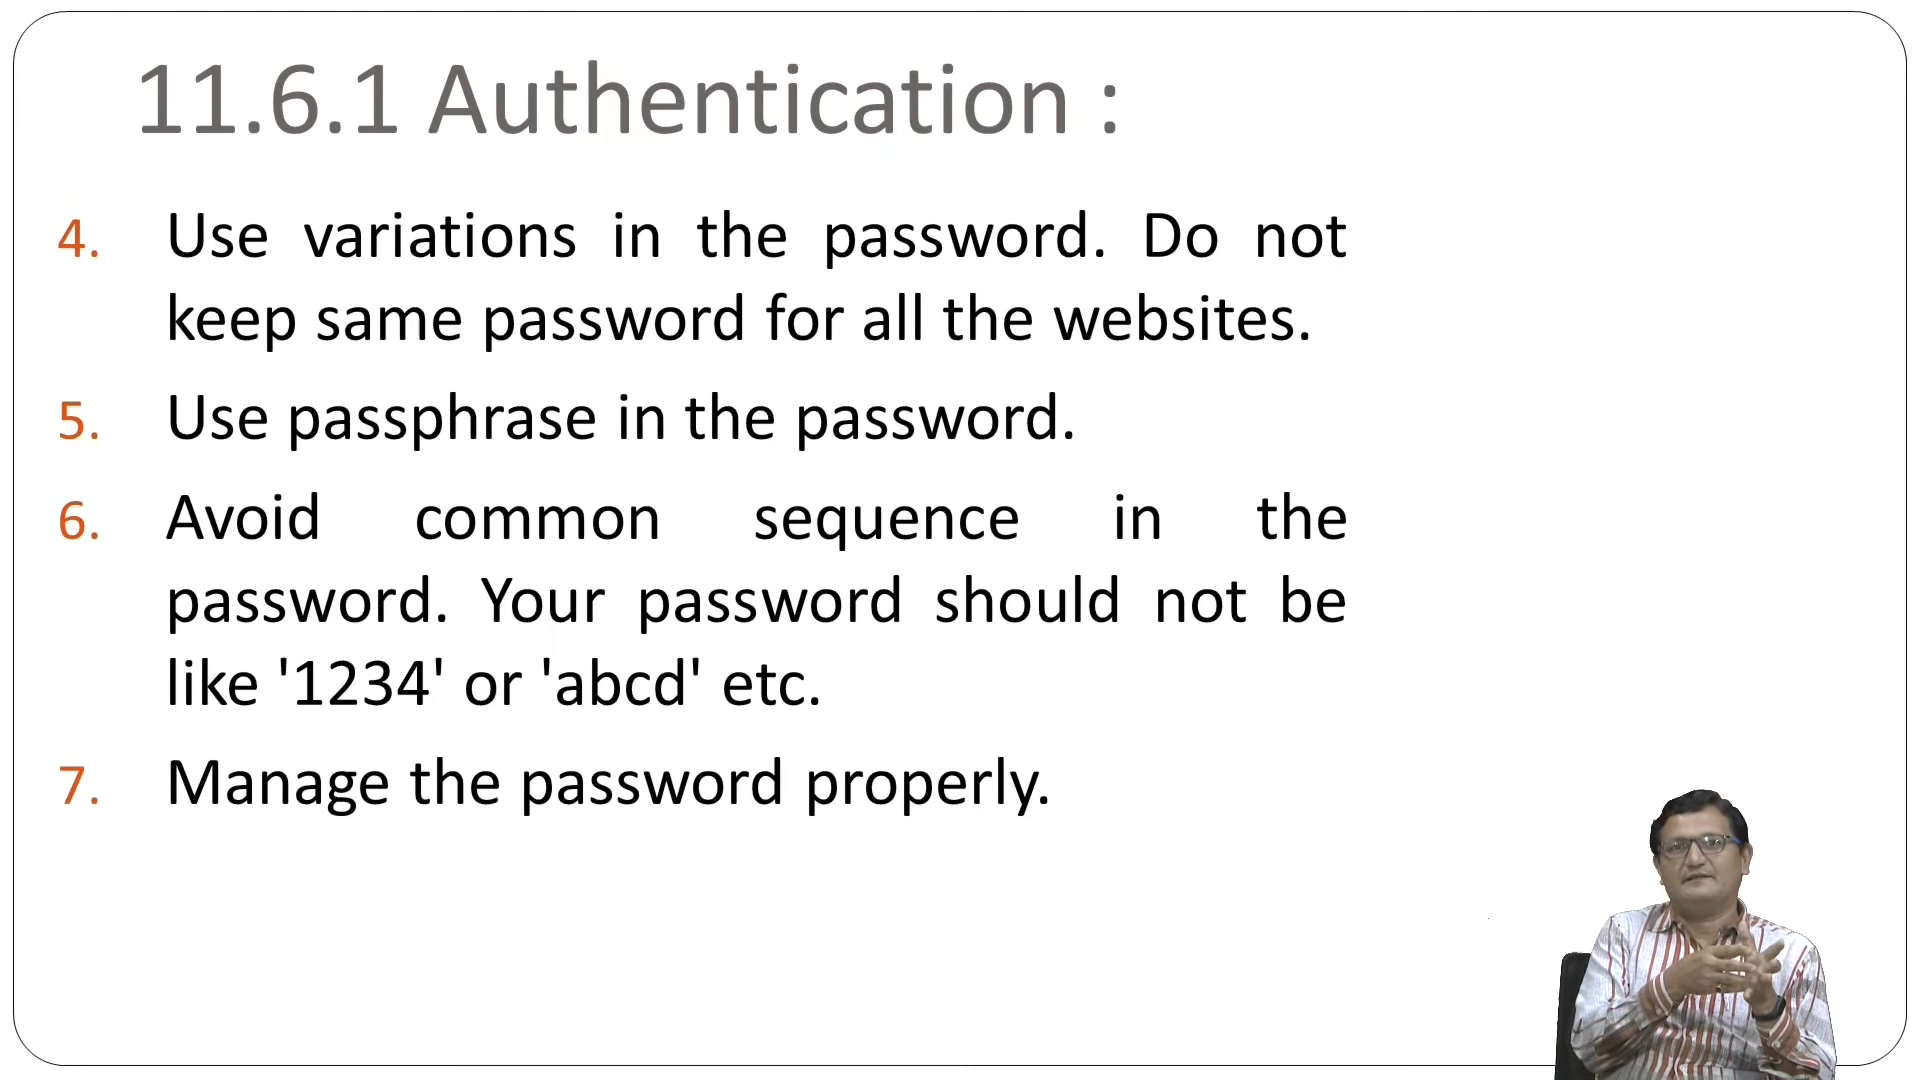 11.6.1 Authentication :
4. Use variations in the password. Do not
keep same password for all the websites.
5. Use passphrase in the password.
6. Avoid common sequence in the
password. Your password should not be
like '1234' or 'abcd' etc.
7. Manage the password properly.